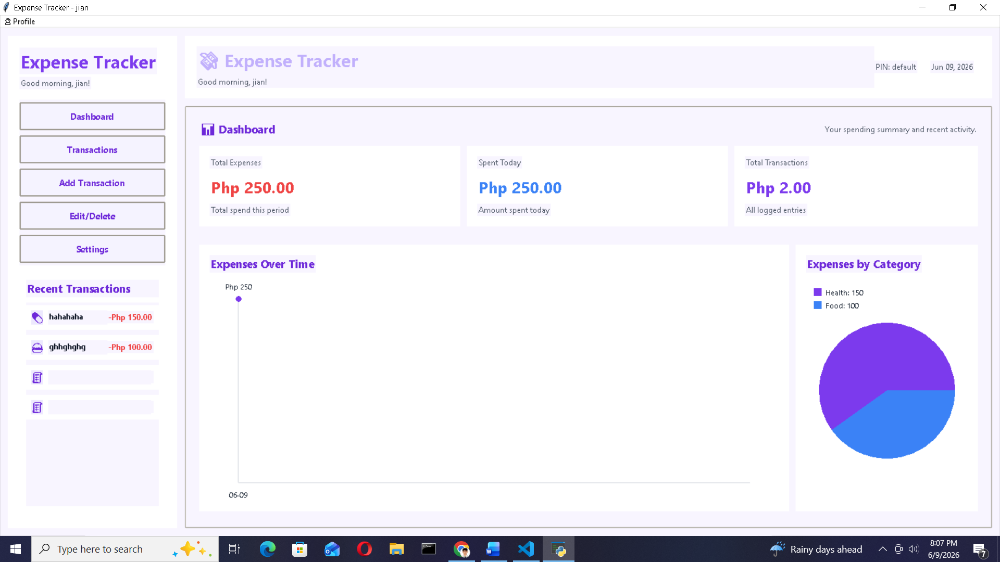 Expense Tracker - jian
Profile
Expense Tracker
Good morning, jian!
Dashboard
Transactions
Add Transaction
Edit/Delete
Settings
Recent Transactions
hahahaha -Php 150.00
ghhghghg -Php 100.00
Expense Tracker
Good morning, jian!
PIN: default Jun 09, 2026
Dashboard
Your spending summary and recent activity.
Total Expenses
Php 250.00
Total spend this period
Spent Today
Php 250.00
Amount spent today
Total Transactions
Php 2.00
All logged entries
Expenses Over Time
Php 250
06-09
Expenses by Category
Health: 150
Food: 100
Type here to search
Rainy days ahead
8:07 PM
6/9/2026
7